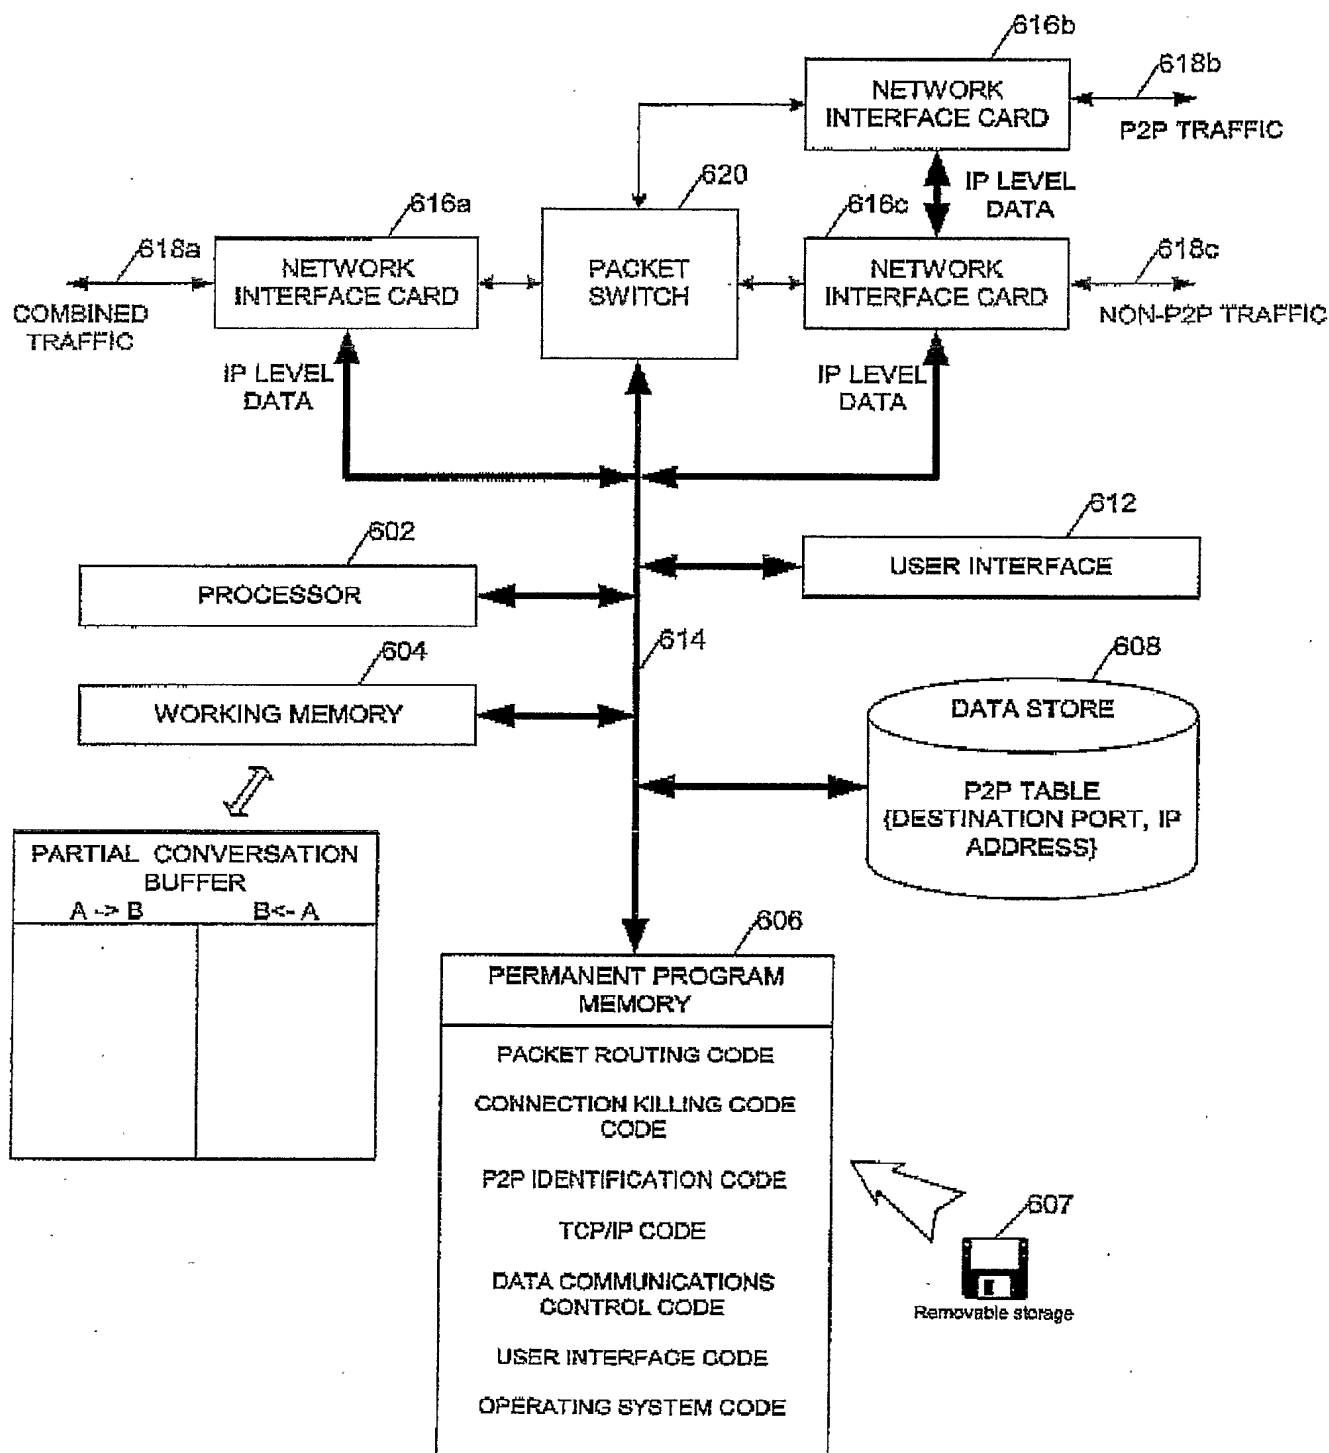 616b
NETWORK
INTERFACE CARD
618b
P2P TRAFFIC
IP LEVEL
DATA
620
616a
616c
618a
NETWORK
INTERFACE CARD
PACKET
SWITCH
NETWORK
INTERFACE CARD
618c
COMBINED
TRAFFIC
NON-P2P TRAFFIC
IP LEVEL
DATA
IP LEVEL
DATA
602
PROCESSOR
612
USER INTERFACE
604
WORKING MEMORY
614
608
DATA STORE
P2P TABLE
{DESTINATION PORT, IP
ADDRESS}
PARTIAL CONVERSATION
BUFFER
A -> B
B<- A
606
PERMANENT PROGRAM
MEMORY
PACKET ROUTING CODE
CONNECTION KILLING CODE
CODE
P2P IDENTIFICATION CODE
TCP/IP CODE
DATA COMMUNICATIONS
CONTROL CODE
USER INTERFACE CODE
OPERATING SYSTEM CODE
607
Removable storage